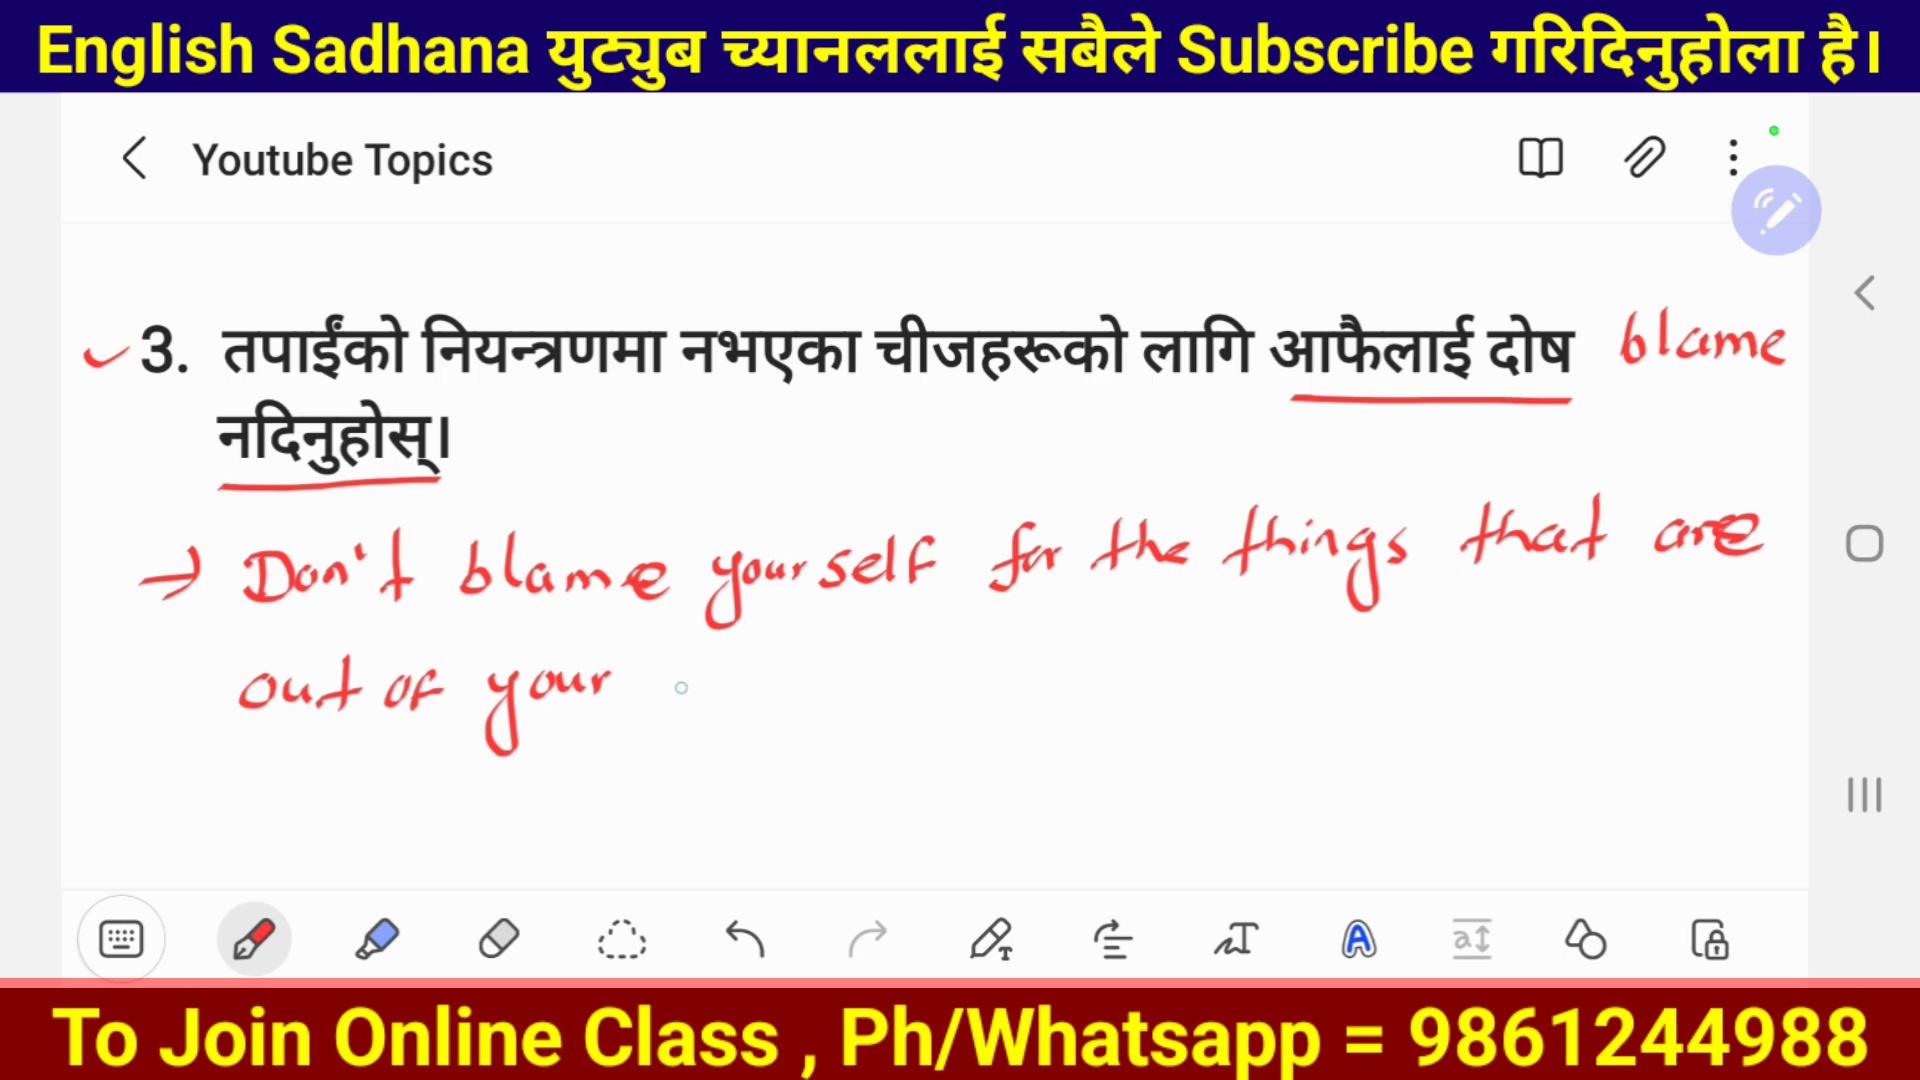 English Sadhana युट्युब च्यानललाई सबैले Subscribe गरिदिनुहोला है।
Youtube Topics
3. तपाईंको नियन्त्रणमा नभएका चीजहरूको लागि आफैलाई दोष blame
नदिनुहोस्।
→ Don't blame yourself for the things that are
out of your
To Join Online Class , Ph/Whatsapp = 9861244988